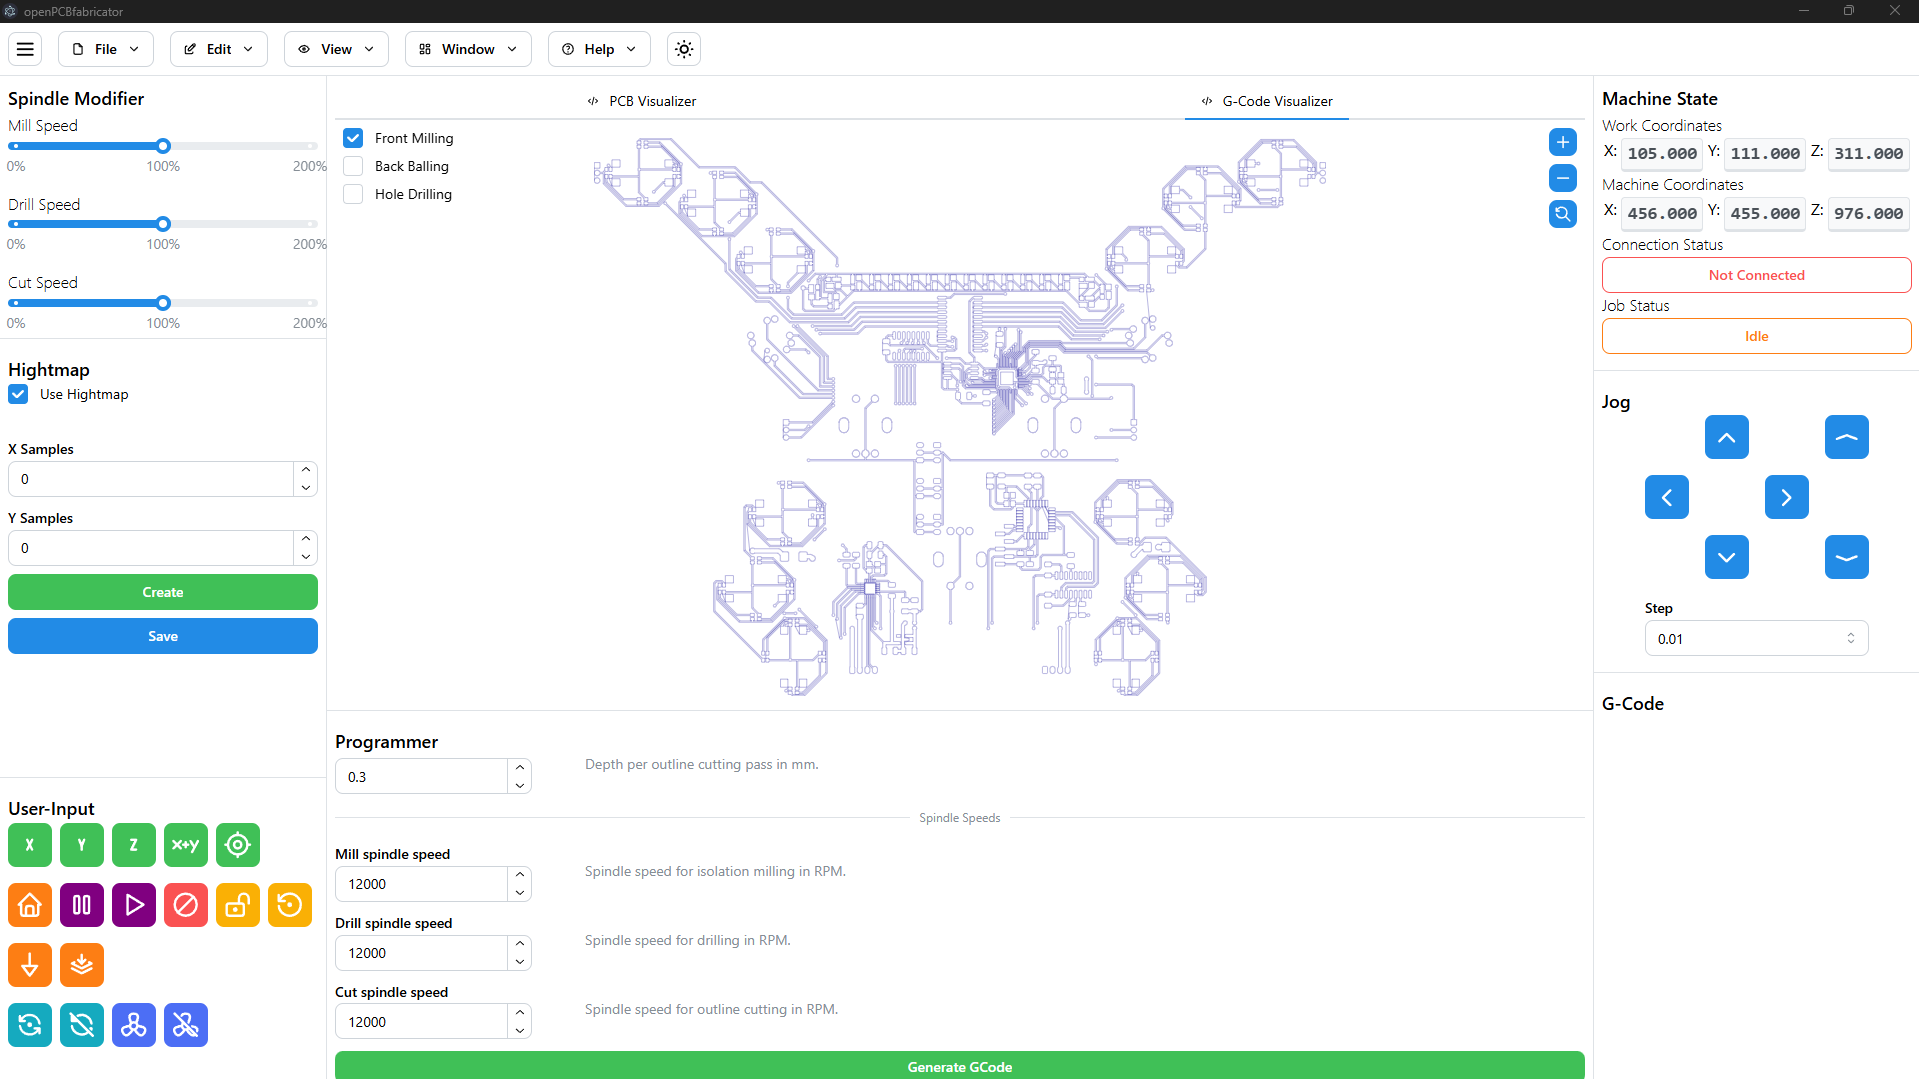 openPCBfabricator
File Edit View Window Help
Spindle Modifier
Mill Speed
0% 100% 200%
Drill Speed
0% 100% 200%
Cut Speed
0% 100% 200%
Hightmap
Use Hightmap
X Samples
0
Y Samples
0
Create
Save
User-Input
X Y Z x+y
PCB Visualizer
G-Code Visualizer
Front Milling
Back Balling
Hole Drilling
Programmer
0.3
Depth per outline cutting pass in mm.
Spindle Speeds
Mill spindle speed
12000
Spindle speed for isolation milling in RPM.
Drill spindle speed
12000
Spindle speed for drilling in RPM.
Cut spindle speed
12000
Spindle speed for outline cutting in RPM.
Generate GCode
Machine State
Work Coordinates
X: 105.000 Y: 111.000 Z: 311.000
Machine Coordinates
X: 456.000 Y: 455.000 Z: 976.000
Connection Status
Not Connected
Job Status
Idle
Jog
Step
0.01
G-Code